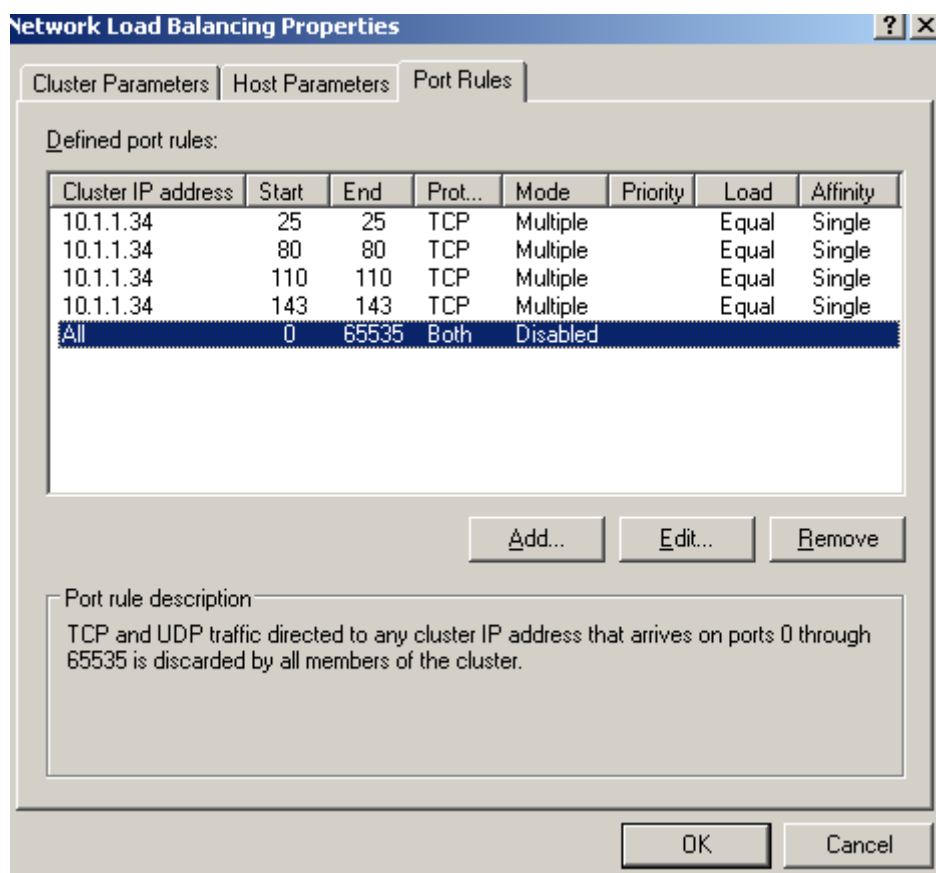 Network Load Balancing Properties ? X
Cluster Parameters Host Parameters Port Rules
Defined port rules:
Cluster IP address Start End Prot... Mode Priority Load Affinity
10.1.1.34 25 25 TCP Multiple Equal Single
10.1.1.34 80 80 TCP Multiple Equal Single
10.1.1.34 110 110 TCP Multiple Equal Single
10.1.1.34 143 143 TCP Multiple Equal Single
All 0 65535 Both Disabled
Add... Edit... Remove
Port rule description
TCP and UDP traffic directed to any cluster IP address that arrives on ports 0 through
65535 is discarded by all members of the cluster.
OK Cancel